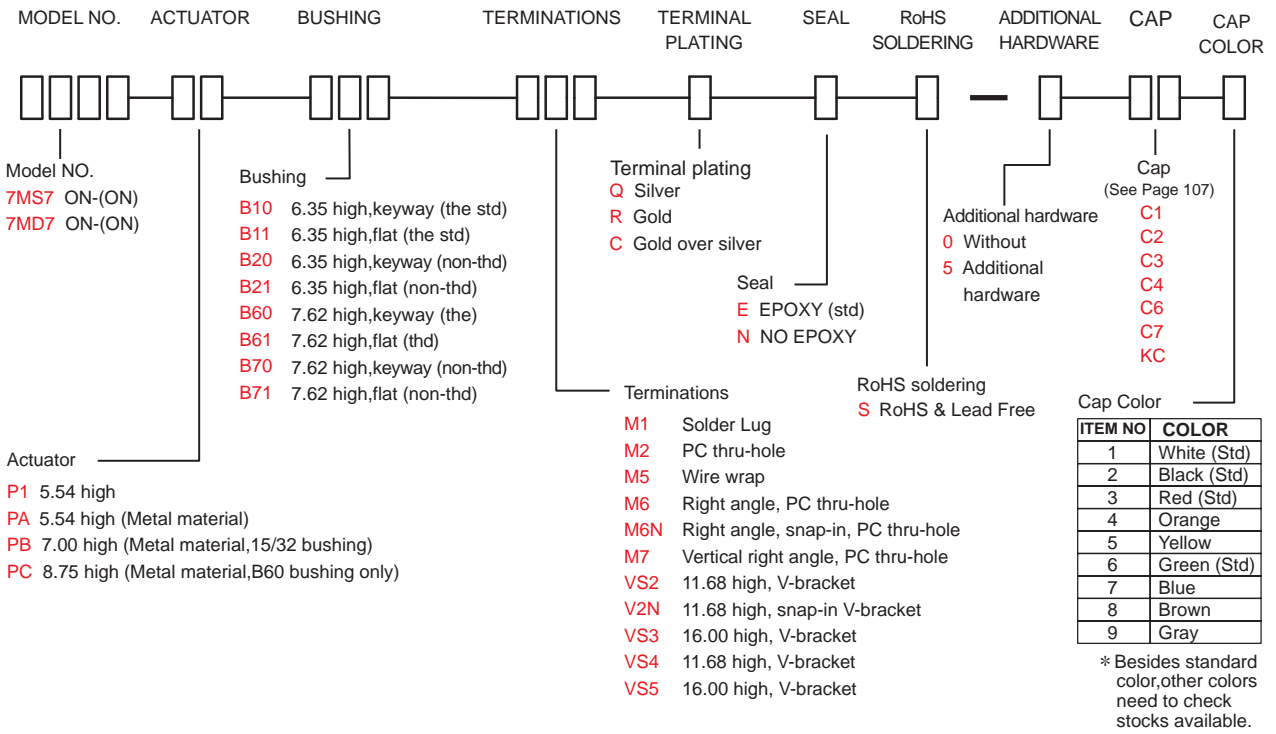 MODEL NO. ACTUATOR BUSHING TERMINATIONS TERMINAL PLATING SEAL RoHS SOLDERING ADDITIONAL HARDWARE CAP CAP COLOR
Model NO.
7MS7 ON-(ON)
7MD7 ON-(ON)
Bushing
B10 6.35 high,keyway (the std)
B11 6.35 high,flat (the std)
B20 6.35 high,keyway (non-thd)
B21 6.35 high,flat (non-thd)
B60 7.62 high,keyway (the)
B61 7.62 high,flat (thd)
B70 7.62 high,keyway (non-thd)
B71 7.62 high,flat (non-thd)
Terminal plating
Q Silver
R Gold
C Gold over silver
Seal
E EPOXY (std)
N NO EPOXY
Additional hardware
0 Without
5 Additional
hardware
Cap
(See Page 107)
C1
C2
C3
C4
C6
C7
KC
Actuator
P1 5.54 high
PA 5.54 high (Metal material)
PB 7.00 high (Metal material,15/32 bushing)
PC 8.75 high (Metal material,B60 bushing only)
Terminations
M1 Solder Lug
M2 PC thru-hole
M5 Wire wrap
M6 Right angle, PC thru-hole
M6N Right angle, snap-in, PC thru-hole
M7 Vertical right angle, PC thru-hole
VS2 11.68 high, V-bracket
V2N 11.68 high, snap-in V-bracket
VS3 16.00 high, V-bracket
VS4 11.68 high, V-bracket
VS5 16.00 high, V-bracket
RoHS soldering
S RoHS & Lead Free
Cap Color
ITEM NO COLOR
1 White (Std)
2 Black (Std)
3 Red (Std)
4 Orange
5 Yellow
6 Green (Std)
7 Blue
8 Brown
9 Gray
* Besides standard
color,other colors
need to check
stocks available.